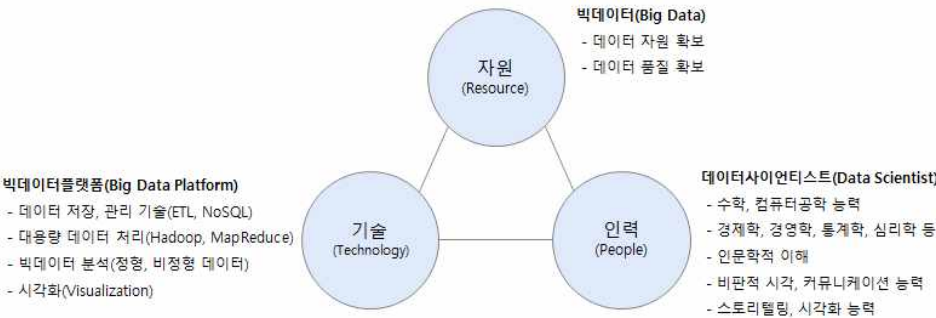 빅데이터(Big Data)
- 데이터 자원 확보
- 데이터 품질 확보
자원
(Resource)
빅데이터플랫폼(Big Data Platform)
- 데이터 저장, 관리 기술(ETL, NoSQL)
- 대용량 데이터 처리(Hadoop, MapReduce)
- 빅데이터 분석(정형, 비정형 데이터)
- 시각화(Visualization)
기술
(Technology)
인력
(People)
데이터사이언티스트(Data Scientist)
- 수학, 컴퓨터공학 능력
- 경제학, 경영학, 통계학, 심리학 등
- 인문학적 이해
- 비판적 시각, 커뮤니케이션 능력
- 스토리텔링, 시각화 능력